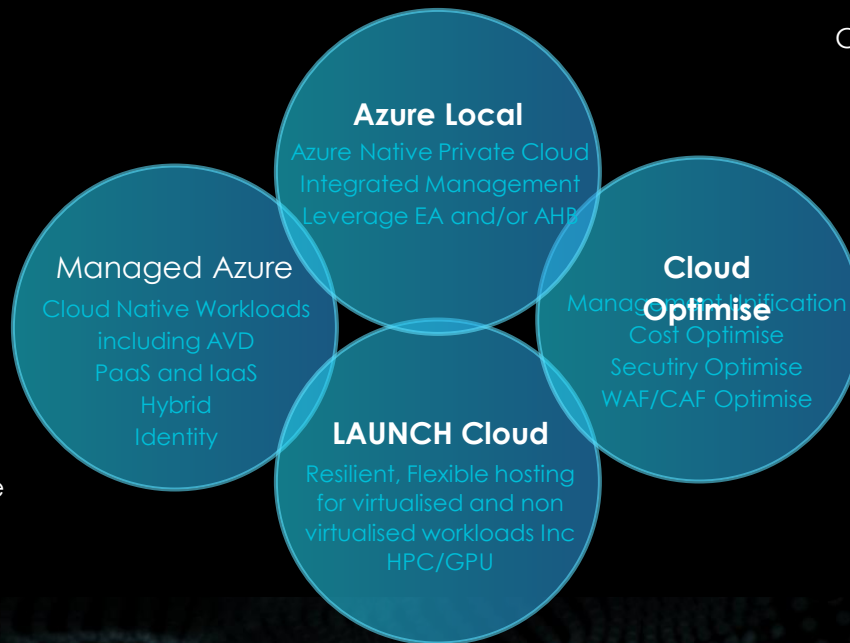 C
Azure Local
Azure Native Private Cloud
Integrated Management
Leverage EA and/or AHB
Managed Azure
Cloud Native Workloads
including AVD
PaaS and IaaS
Hybrid
Identity
Cloud
Optimise
Management Unification
Cost Optimise
Secutiry Optimise
WAF/CAF Optimise
LAUNCH Cloud
Resilient, Flexible hosting
for virtualised and non
virtualised workloads Inc
HPC/GPU
e